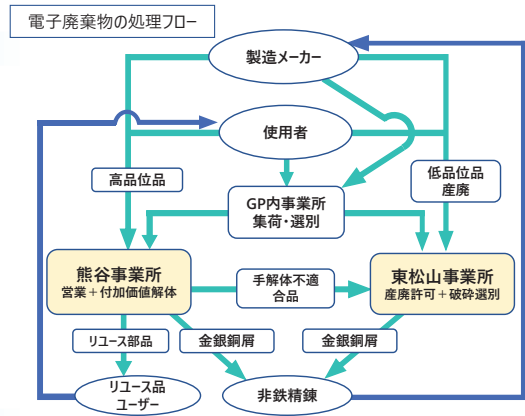 電子廃棄物の処理フロー
製造メーカー
使用者
高品位品
低品位品
産廃
GP内事業所
集荷・選別
熊谷事業所
営業＋付加価値解体
手解体不適
合品
東松山事業所
産廃許可＋破砕選別
リユース部品
金銀銅屑
金銀銅屑
リユース品
ユーザー
非鉄精錬